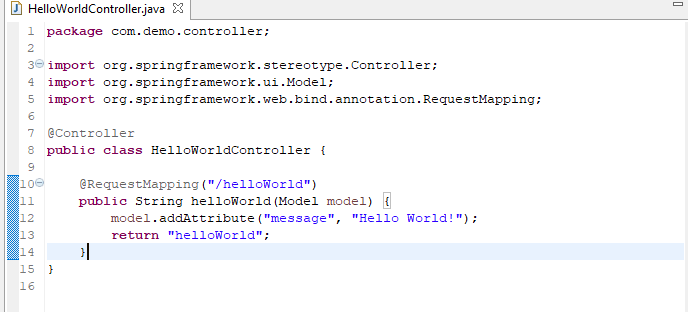 HelloWorldController.java
1 package com.demo.controller;
2
3 import org.springframework.stereotype.Controller;
4 import org.springframework.ui.Model;
5 import org.springframework.web.bind.annotation.RequestMapping;
6
7 @Controller
8 public class HelloWorldController {
9
10 @RequestMapping("/helloWorld")
11 public String helloWorld(Model model) {
12 model.addAttribute("message", "Hello World!");
13 return "helloWorld";
14 }
15 }
16